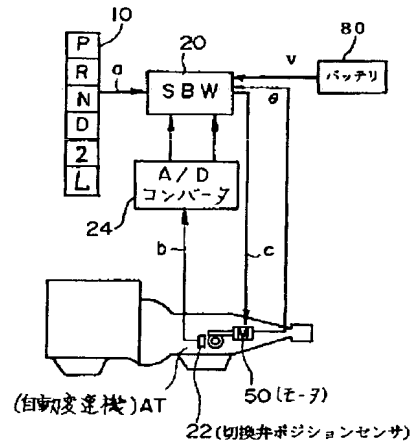 10
P
R
N
D
2
L
a
20
SBW
V
80
バッテリ
θ
A/D
コンバータ
24
b
c
M
(自動変速機)AT
50(モータ)
22(切換弁ポジションセンサ)